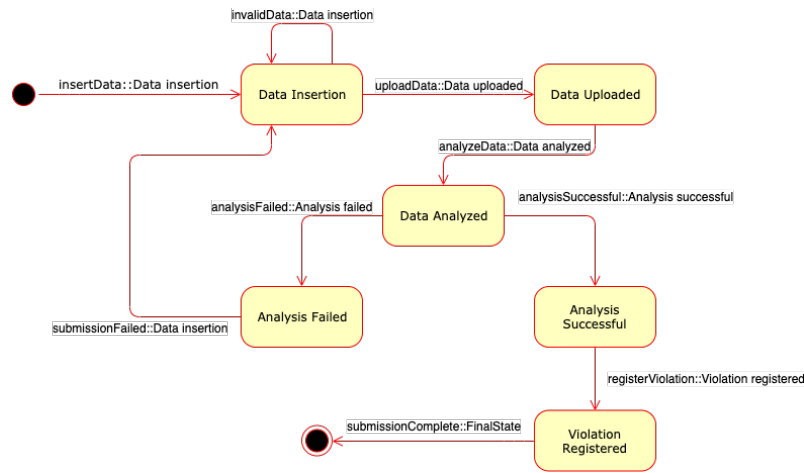 invalidData::Data insertion
insertData::Data insertion
Data Insertion
uploadData::Data uploaded
Data Uploaded
analyzeData::Data analyzed
analysisFailed::Analysis failed
Data Analyzed
analysisSuccessful::Analysis successful
Analysis Failed
Analysis
Successful
submissionFailed::Data insertion
registerViolation::Violation registered
submissionComplete::FinalState
Violation
Registered